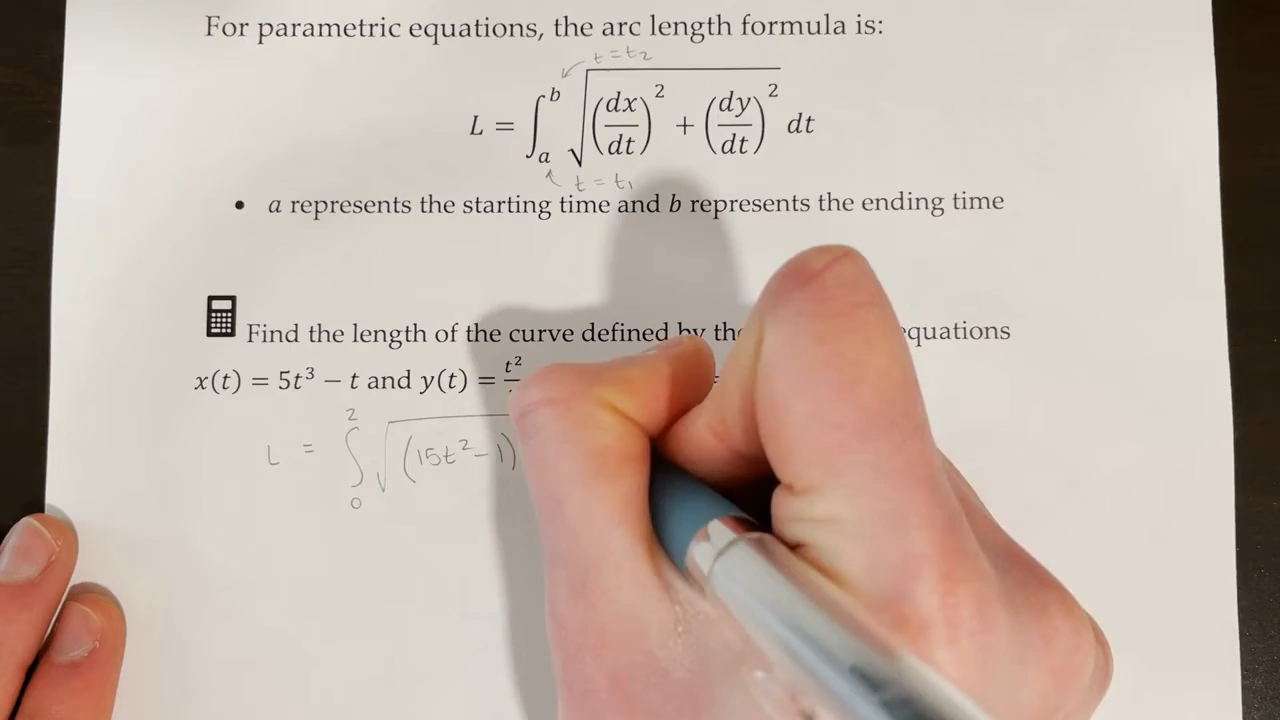 For parametric equations, the arc length formula is:
t = t₂
L = ∫ₐᵇ √((dx/dt)² + (dy/dt)²) dt
t = t₁
• a represents the starting time and b represents the ending time
Find the length of the curve defined by the equations
x(t) = 5t³ − t and y(t) = t²
L = ∫₀² √(15t² − 1)